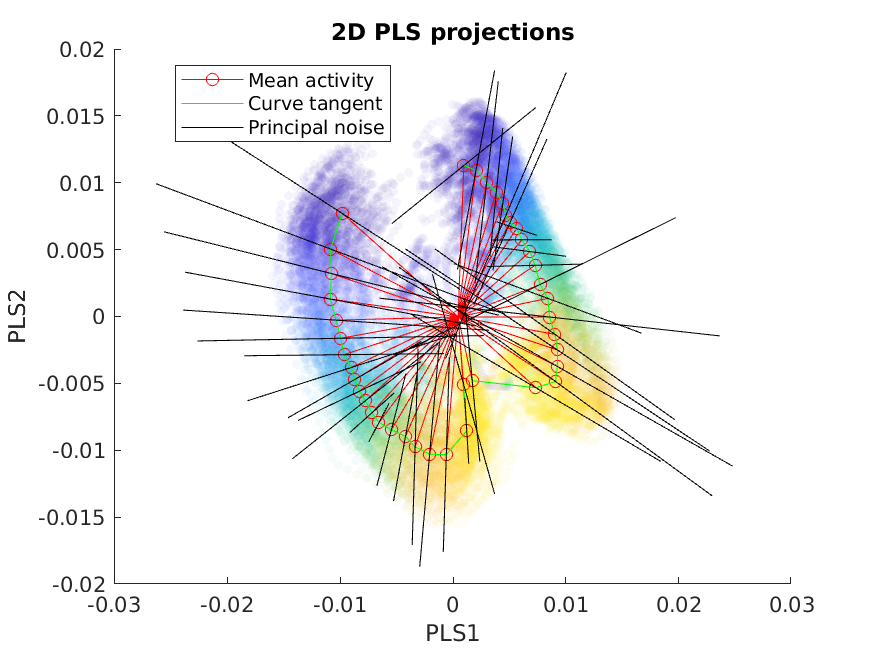 2D PLS projections
Mean activity
Curve tangent
Principal noise
0.02
0.015
0.01
0.005
0
-0.005
-0.01
-0.015
-0.02
PLS2
-0.03
-0.02
-0.01
0
0.01
0.02
0.03
PLS1